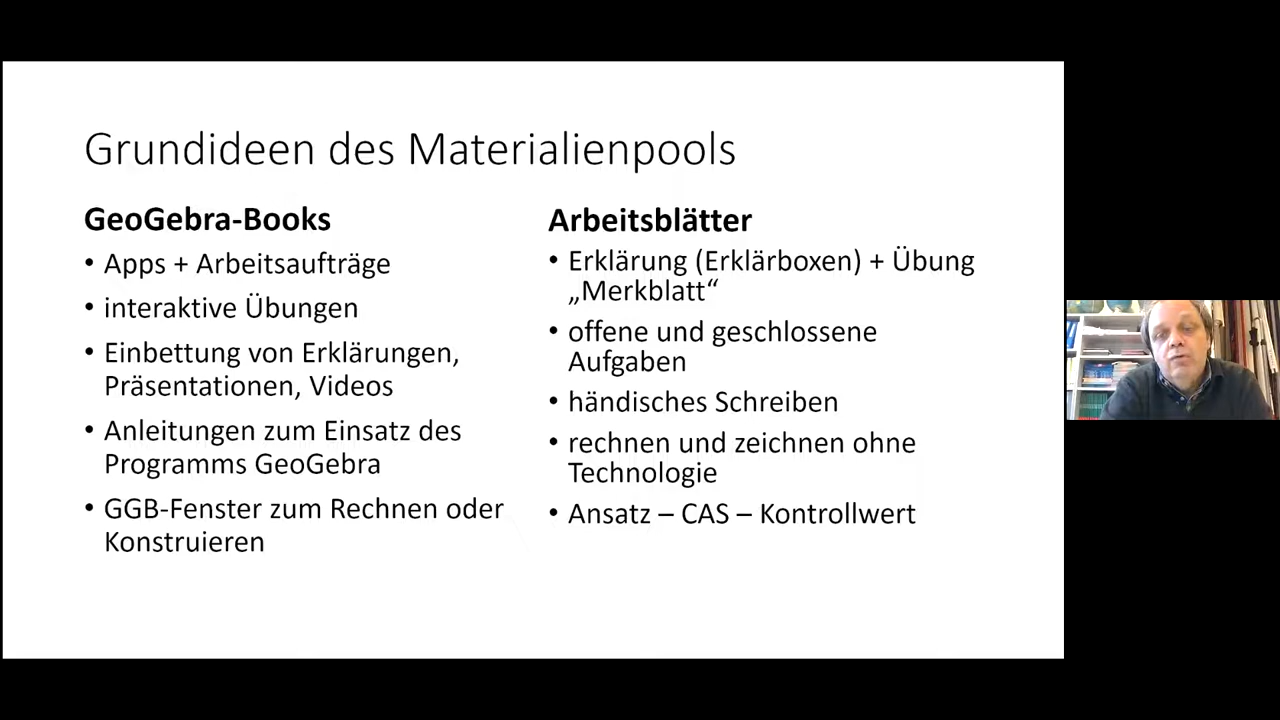 Grundideen des Materialienpools
GeoGebra-Books
• Apps + Arbeitsaufträge
• interaktive Übungen
• Einbettung von Erklärungen,
Präsentationen, Videos
• Anleitungen zum Einsatz des
Programms GeoGebra
• GGB-Fenster zum Rechnen oder
Konstruieren
Arbeitsblätter
• Erklärung (Erklärboxen) + Übung
„Merkblatt“
• offene und geschlossene
Aufgaben
• händisches Schreiben
• rechnen und zeichnen ohne
Technologie
• Ansatz – CAS – Kontrollwert